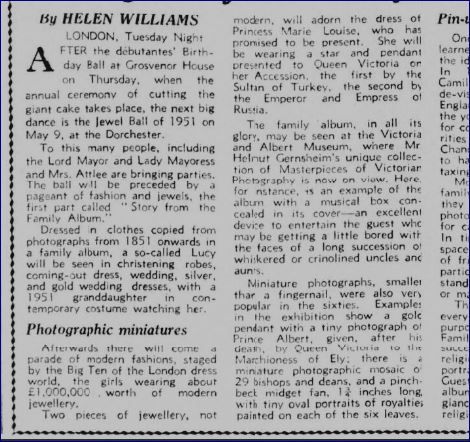 By HELEN WILLIAMS
LONDON, Tuesday Night
AFTER the débutantes' Birth-
day Ball at Grosvenor House
on Thursday, when the
annual ceremony of cutting the
giant cake takes place, the next big
dance is the Jewel Ball of 1951 on
May 9, at the Dorchester.
To this many people, including
the Lord Mayor and Lady Mayoress
and Mrs. Attlee are bringing parties.
The ball will be preceded by a
pageant of fashion and jewels, the
first part called "Story from the
Family Album."
Dressed in clothes copied from
photographs from 1851 onwards in
a family album, a so-called Lucy
will be seen in christening robes,
coming-out dress, wedding, silver,
and gold wedding dresses, with a
1951 granddaughter in con-
temporary costume watching her.
Photographic miniatures
Afterwards there will come a
parade of modern fashions, staged
by the Big Ten of the London dress
world, the girls wearing about
£1,000,000 worth of modern
jewellery.
Two pieces of jewellery, not
modern, will adorn the dress of
Princess Marie Louise, who has
promised to be present. She will
be wearing a star and pendant
presented to Queen Victoria on
her Accession, the first by the
Sultan of Turkey, the second by
the Emperor and Empress of
Russia.
The family album, in all its
glory, may be seen at the Victoria
and Albert Museum, where Mr
Helmut Gernsheim's unique collec-
tion of Masterpieces of Victorian
Photography is now on view. Here,
for instance, is an example of the
album with a musical box con-
cealed in its cover—an excellent
device to entertain the guest who
may be getting a little bored with
the faces of a long succession of
whiskered or crinolined uncles and
aunts.
Miniature photographs, smaller
than a fingernail, were also very
popular in the sixties. Examples
in the exhibition show a gold
pendant with a tiny photograph of
Prince Albert, given, after his
death, by Queen Victoria to the
Marchioness of Ely; there is a
miniature photographic mosaic of
29 bishops and deans, and a pinch-
beck midget fan, 1¾ inches long,
with tiny oval portraits of royalties
painted on each of the six leaves.